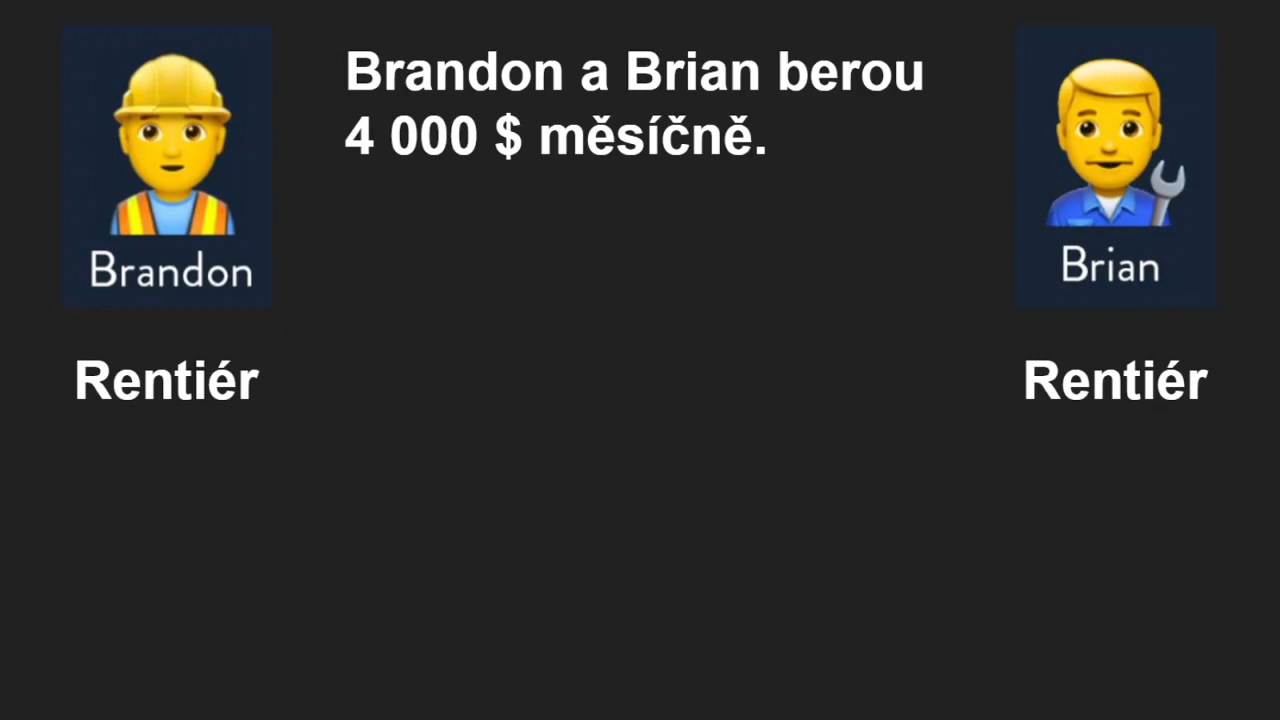 Brandon a Brian berou
4 000 $ měsíčně.
Brandon
Brian
Rentiér
Rentiér